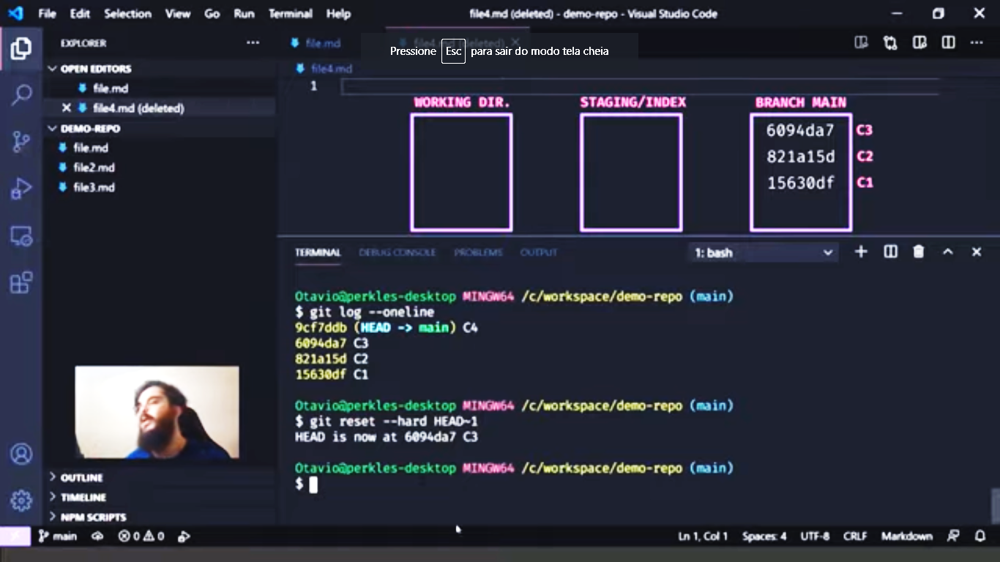 File Edit Selection View Go Run Terminal Help
file4.md (deleted) - demo-repo - Visual Studio Code
EXPLORER
OPEN EDITORS
file.md
file4.md (deleted)
DEMO-REPO
file.md
file2.md
file3.md
OUTLINE
TIMELINE
NPM SCRIPTS
file.md
file4.md (deleted)
Pressione Esc para sair do modo tela cheia
file4.md
1
WORKING DIR. STAGING/INDEX BRANCH MAIN
6094da7 C3
821a15d C2
15630df C1
TERMINAL DEBUG CONSOLE PROBLEMS OUTPUT 1: bash
Otavio@perkles-desktop MINGW64 /c/workspace/demo-repo (main)
$ git log --oneline
9cf7ddb (HEAD -> main) C4
6094da7 C3
821a15d C2
15630df C1
Otavio@perkles-desktop MINGW64 /c/workspace/demo-repo (main)
$ git reset --hard HEAD~1
HEAD is now at 6094da7 C3
Otavio@perkles-desktop MINGW64 /c/workspace/demo-repo (main)
$
main 0 0 Ln 1, Col 1 Spaces: 4 UTF-8 CRLF Markdown